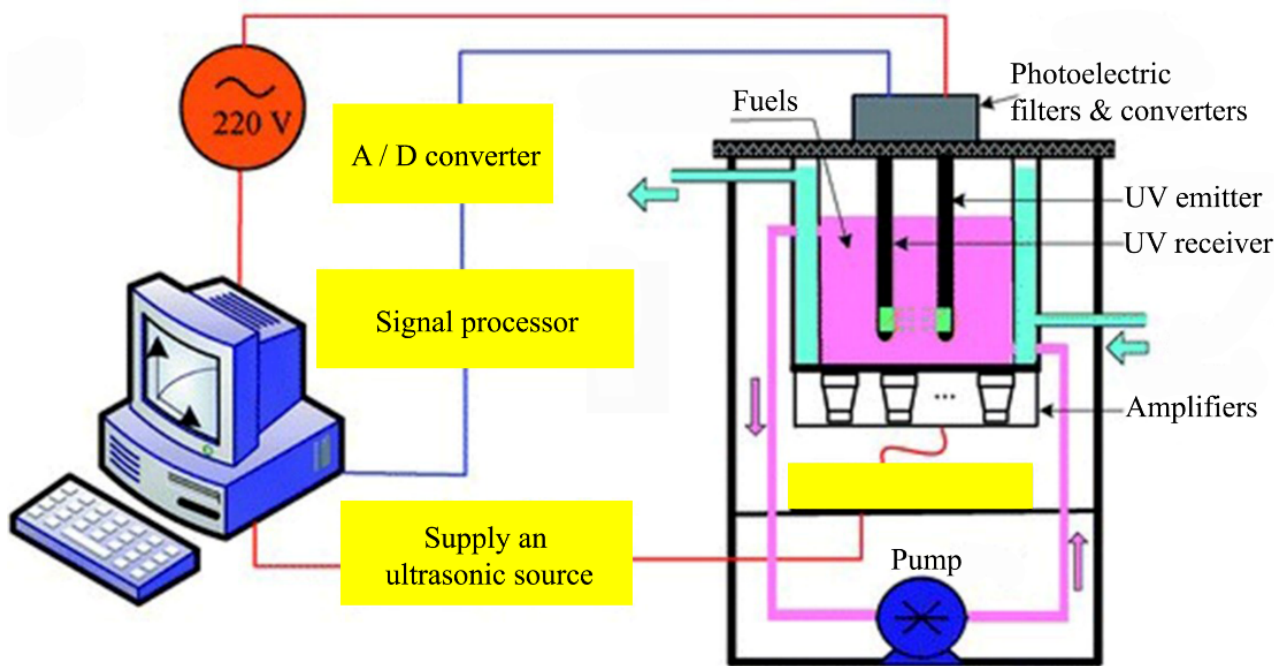 220 V
A / D converter
Signal processor
Supply an
ultrasonic source
Fuels
Photoelectric
filters & converters
UV emitter
UV receiver
...
Amplifiers
Pump